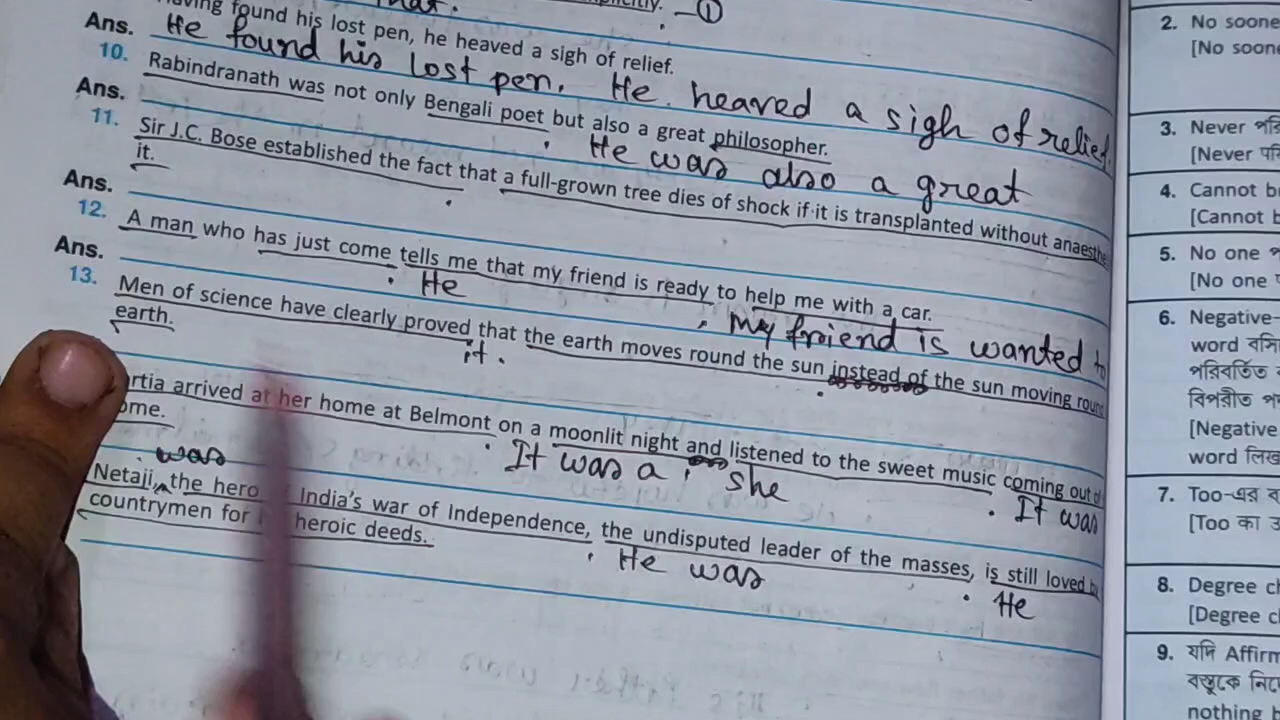 that.
plicitly. —①
ving found his lost pen, he heaved a sigh of relief.
Ans. He found his lost pen. He heaved a sigh of relief.
10. Rabindranath was not only Bengali poet but also a great philosopher.
Ans. . He was also a great
11. Sir J.C. Bose established the fact that a full-grown tree dies of shock if it is transplanted without anaesthe
it.
Ans.
12. A man who has just come tells me that my friend is ready to help me with a car.
Ans. . He . My friend is wanted to
13. Men of science have clearly proved that the earth moves round the sun instead of the sun moving roun
earth.
it . .
rtia arrived at her home at Belmont on a moonlit night and listened to the sweet music coming out o
ome.
. It was a . she . It was
was
Netaji, the hero India's war of Independence, the undisputed leader of the masses, is still loved b
countrymen for heroic deeds.
. He was . He
2. No soone
[No soon
3. Never
[Never
4. Cannot b
[Cannot b
5. No one
[No one
6. Negative-
word
[Negative
word
7. Too-এর
[Too का
8. Degree ch
[Degree c
9. যদি Affirm
nothing b